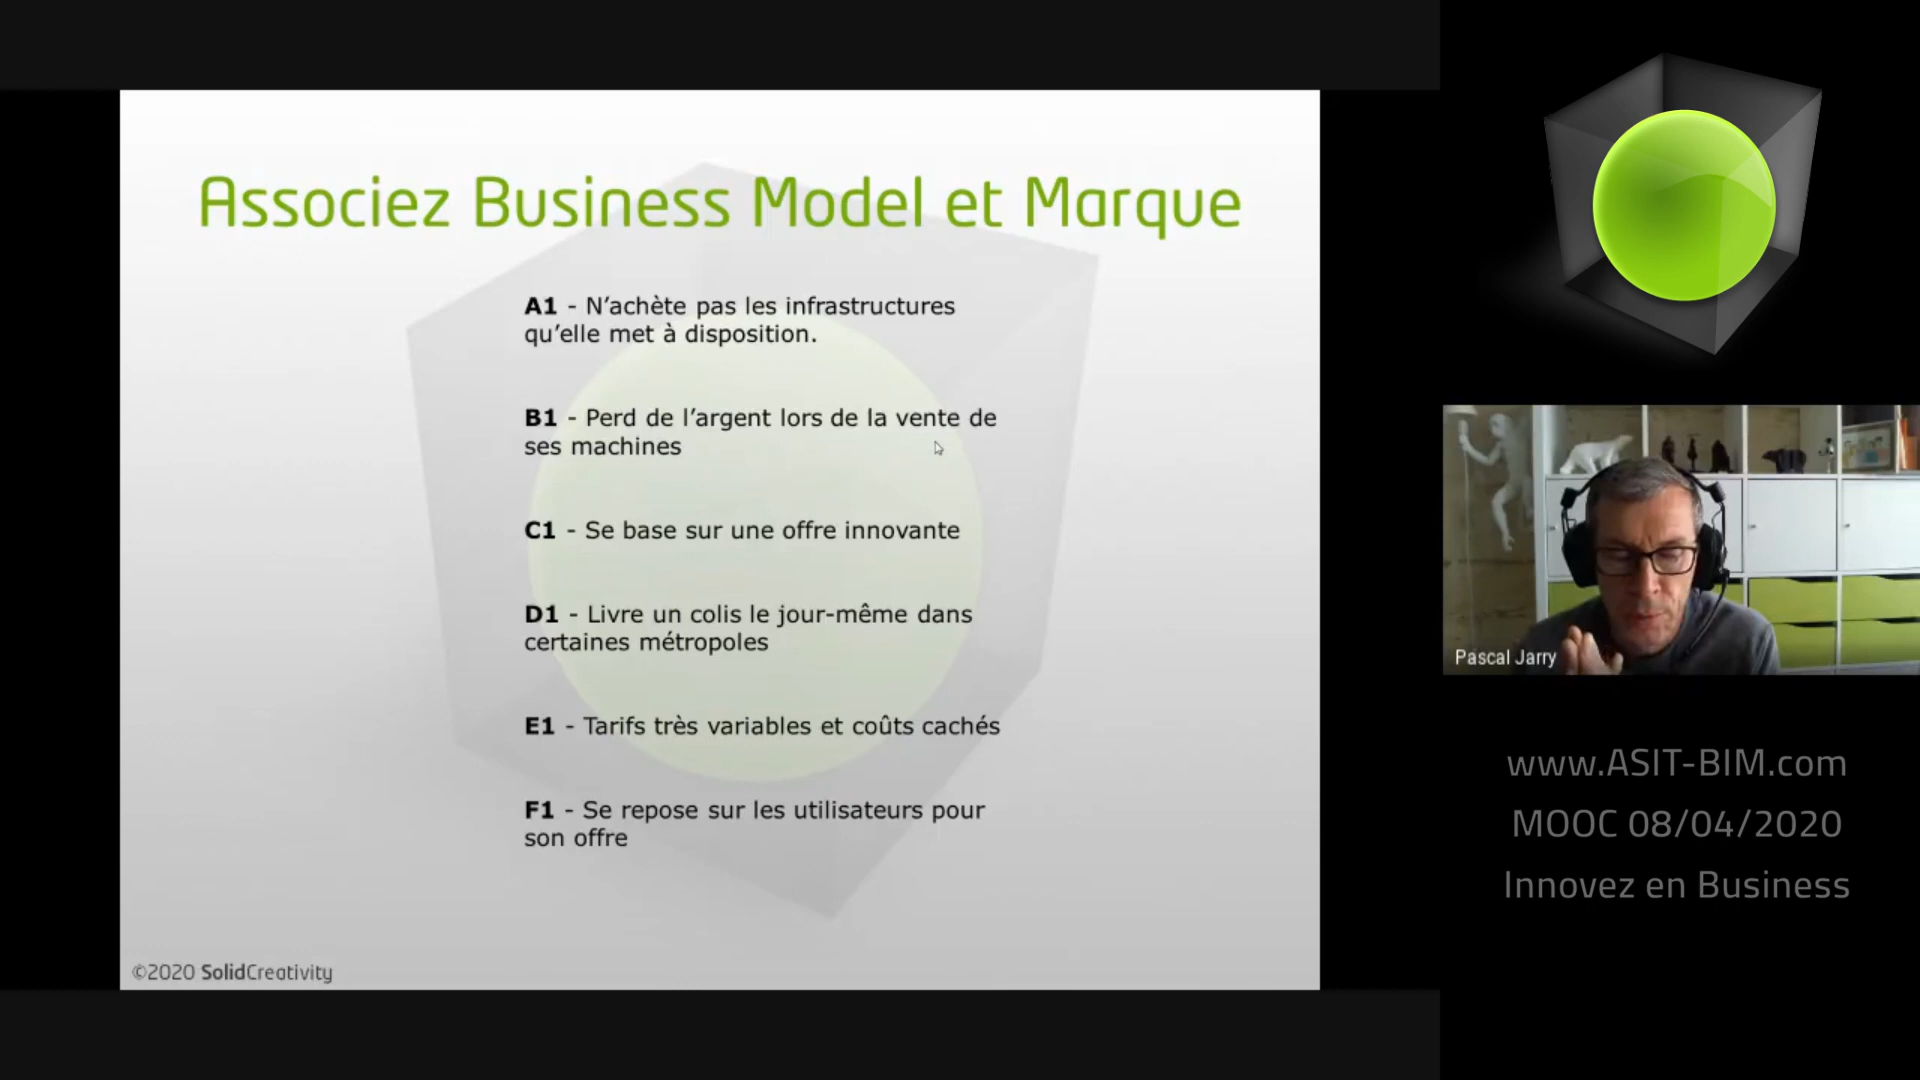 Associez Business Model et Marque
A1 - N’achète pas les infrastructures
qu’elle met à disposition.
B1 - Perd de l’argent lors de la vente de
ses machines
C1 - Se base sur une offre innovante
D1 - Livre un colis le jour-même dans
certaines métropoles
E1 - Tarifs très variables et coûts cachés
F1 - Se repose sur les utilisateurs pour
son offre
©2020 SolidCreativity
Pascal Jarry
www.ASIT-BIM.com
MOOC 08/04/2020
Innovez en Business